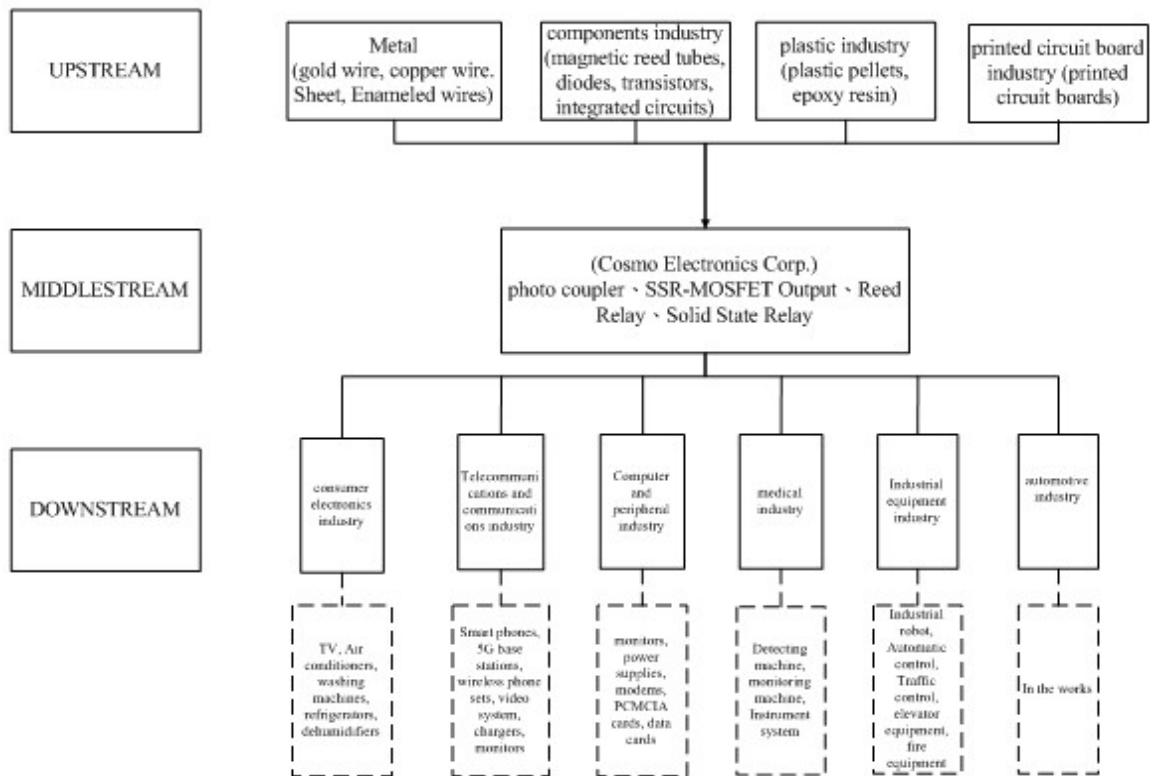 UPSTREAM
Metal
(gold wire, copper wire.
Sheet, Enameled wires)
components industry
(magnetic reed tubes,
diodes, transistors,
integrated circuits)
plastic industry
(plastic pellets,
epoxy resin)
printed circuit board
industry (printed
circuit boards)
MIDDLESTREAM
(Cosmo Electronics Corp.)
photo coupler、SSR-MOSFET Output、Reed
Relay、Solid State Relay
DOWNSTREAM
consumer
electronics
industry
Telecommuni
cations and
communicati
ons industry
Computer
and
peripheral
industry
medical
industry
Industrial
equipment
industry
automotive
industry
TV, Air
conditioners,
washing
machines,
refrigerators,
dehumidifiers
Smart phones,
5G base
stations,
wireless phone
sets, video
system,
chargers,
monitors
monitors,
power
supplies,
modems,
PCMCIA
cards, data
cards
Detecting
machine,
monitoring
machine,
Instrument
system
Industrial
robot,
Automatic
control,
Traffic
control,
elevator
equipment,
fire
equipment
In the works